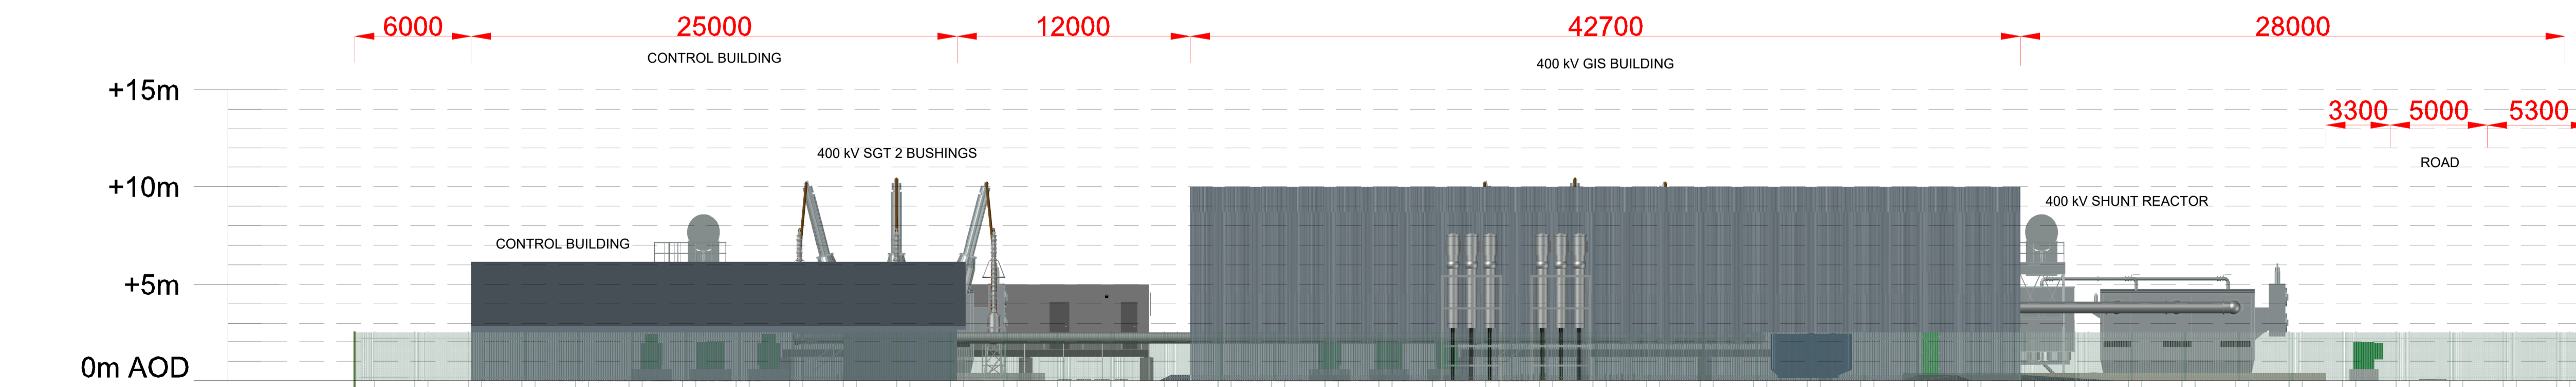 6000 25000 12000 42700 28000
CONTROL BUILDING
400 kV GIS BUILDING
+15m
3300 5000 5300
400 kV SGT 2 BUSHINGS
ROAD
+10m
400 kV SHUNT REACTOR
CONTROL BUILDING
+5m
0m AOD